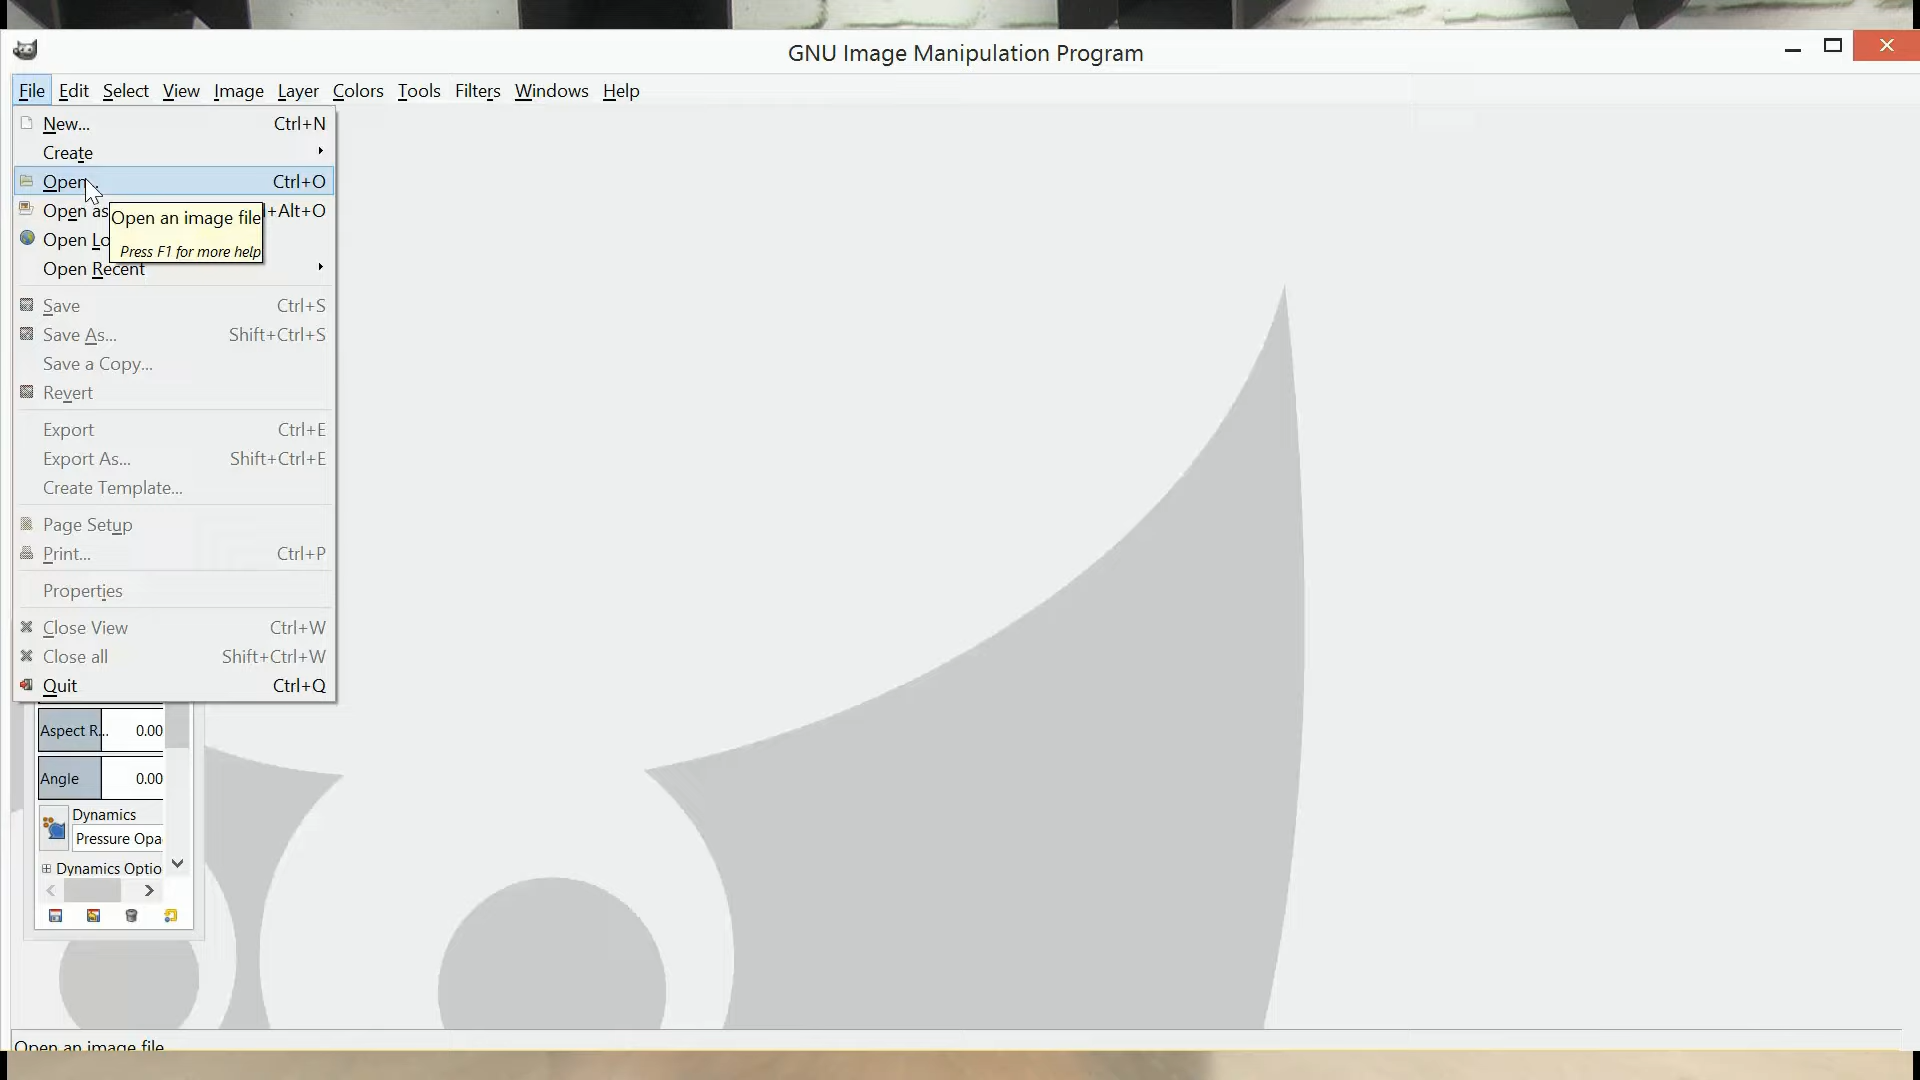 GNU Image Manipulation Program
File Edit Select View Image Layer Colors Tools Filters Windows Help
New... Ctrl+N
Create
Open... Ctrl+O
Open as +Alt+O
Open an image file
Open Lo
Press F1 for more help
Open Recent
Save Ctrl+S
Save As... Shift+Ctrl+S
Save a Copy...
Revert
Export Ctrl+E
Export As... Shift+Ctrl+E
Create Template...
Page Setup
Print... Ctrl+P
Properties
Close View Ctrl+W
Close all Shift+Ctrl+W
Quit Ctrl+Q
Aspect R... 0.00
Angle 0.00
Dynamics
Pressure Opa
Dynamics Optio
Open an image file